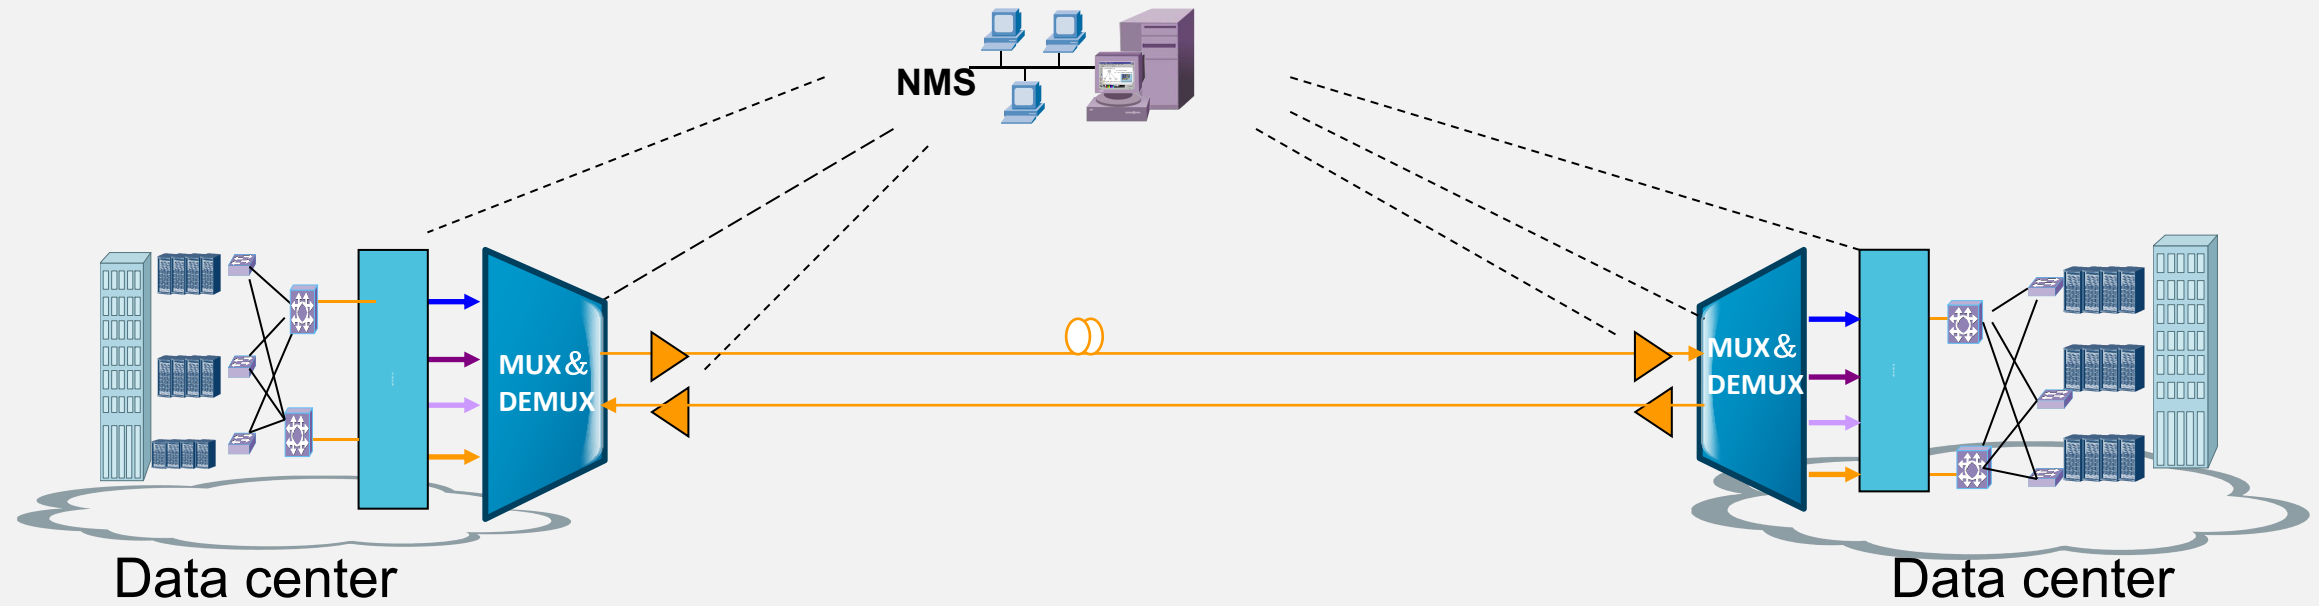 NMS
MUX&
DEMUX
MUX&
DEMUX
Data center
Data center